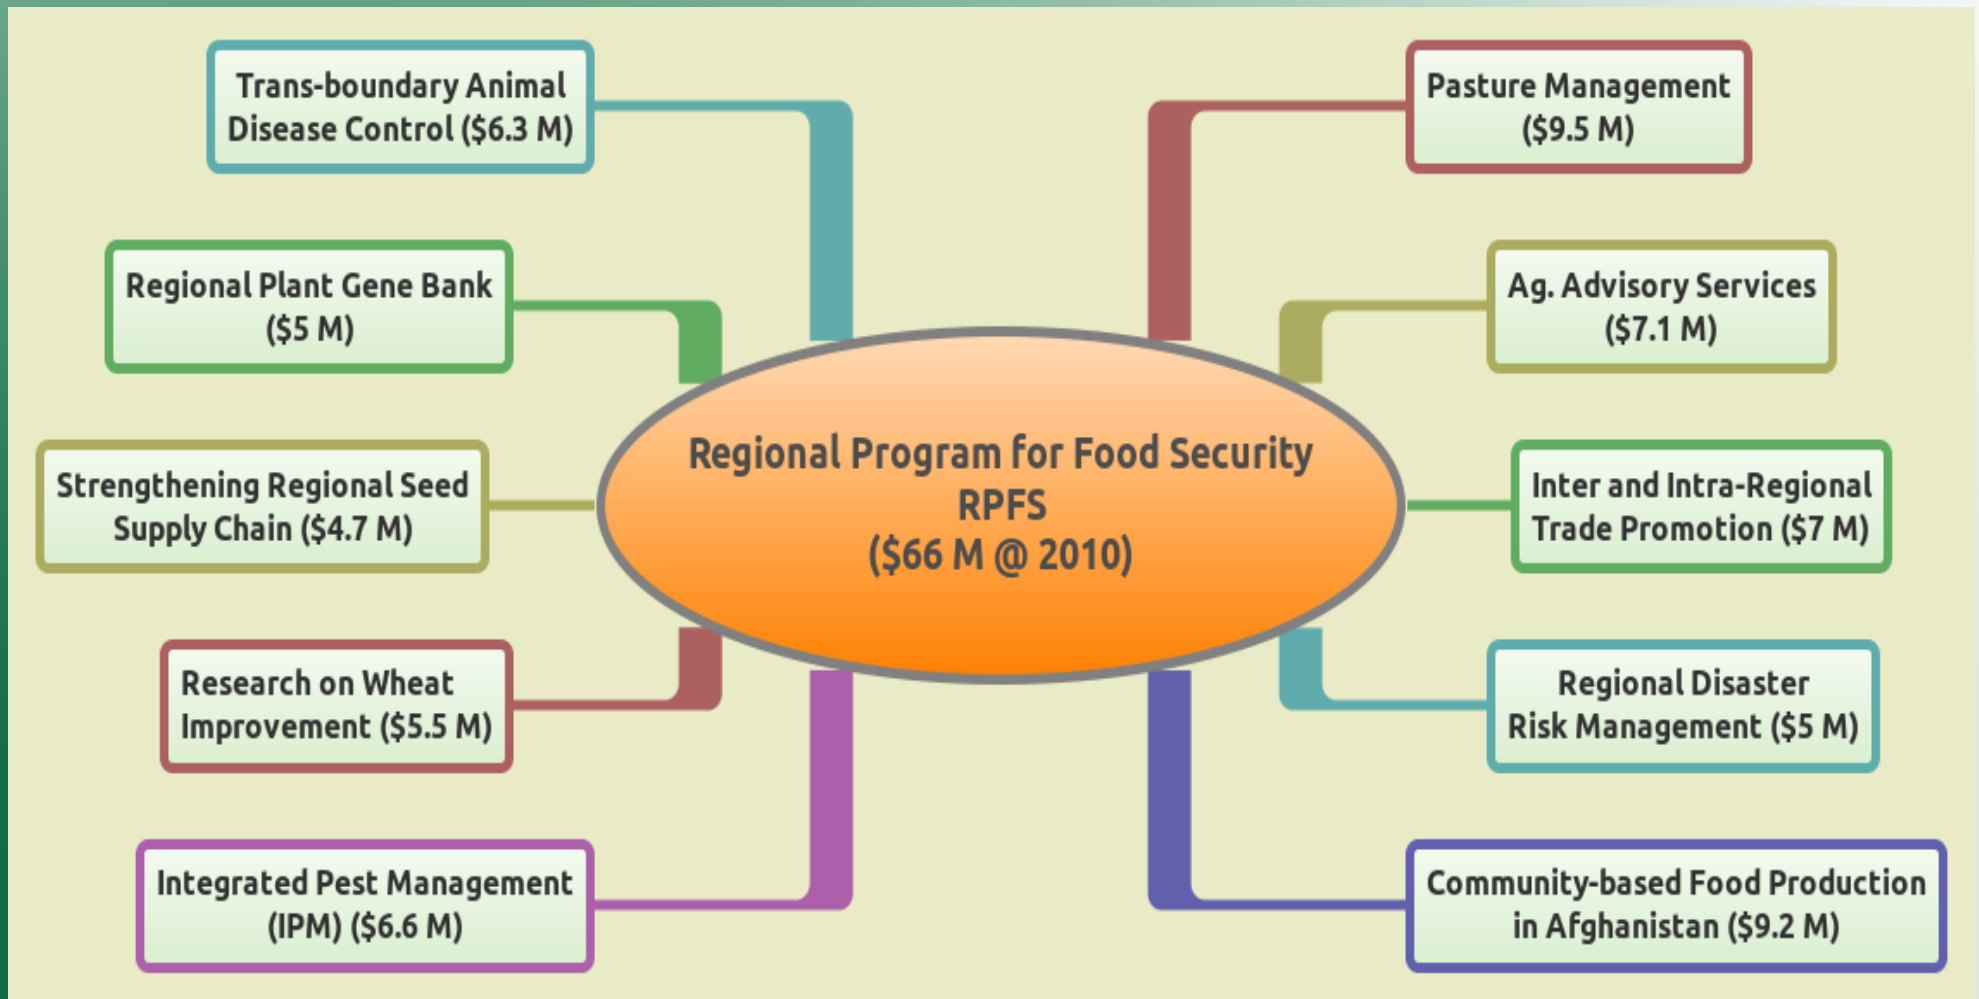 Trans-boundary Animal
Disease Control ($6.3 M)
Regional Plant Gene Bank
($5 M)
Strengthening Regional Seed
Supply Chain ($4.7 M)
Research on Wheat
Improvement ($5.5 M)
Integrated Pest Management
(IPM) ($6.6 M)
Regional Program for Food Security
RPFS
($66 M @ 2010)
Pasture Management
($9.5 M)
Ag. Advisory Services
($7.1 M)
Inter and Intra-Regional
Trade Promotion ($7 M)
Regional Disaster
Risk Management ($5 M)
Community-based Food Production
in Afghanistan ($9.2 M)